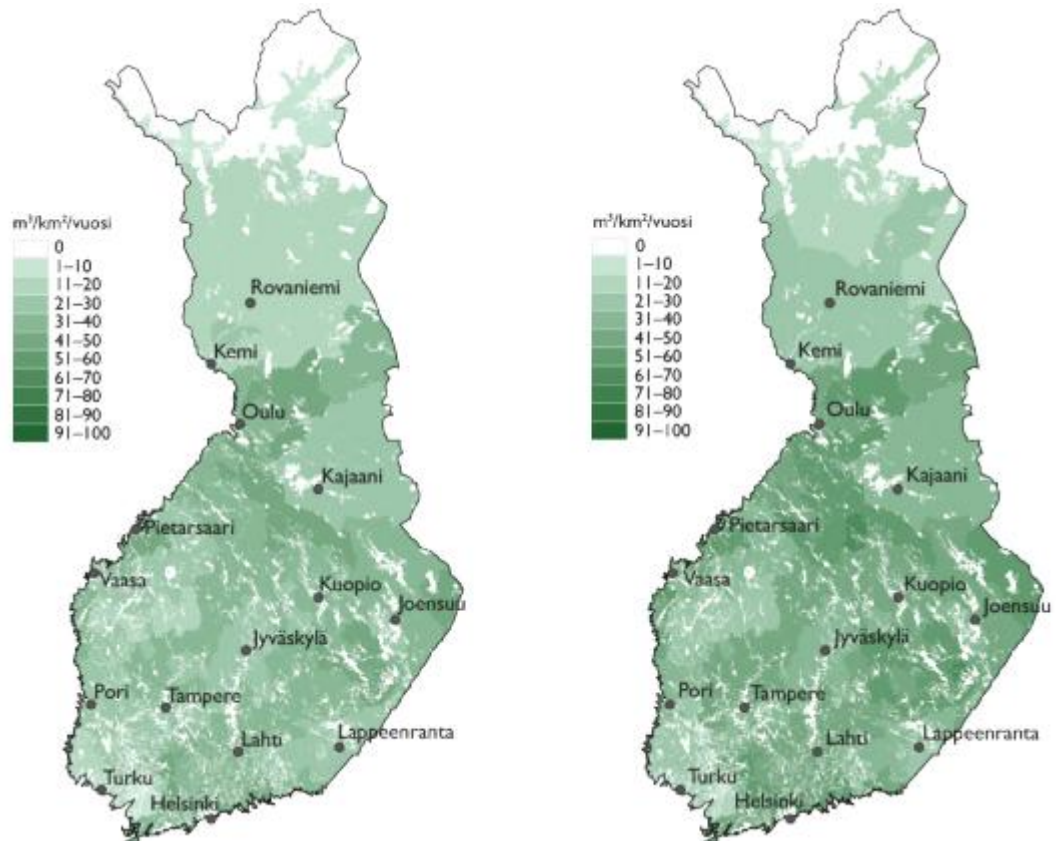 m³/km²/vuosi
0
1–10
11–20
21–30
31–40
41–50
51–60
61–70
71–80
81–90
91–100
Rovaniemi
Kemi
Oulu
Kajaani
Pietarsaari
Vaasa
Kuopio
Joensuu
Jyväskylä
Pori
Tampere
Lahti
Lappeenranta
Turku
Helsinki
m³/km²/vuosi
0
1–10
11–20
21–30
31–40
41–50
51–60
61–70
71–80
81–90
91–100
Rovaniemi
Kemi
Oulu
Kajaani
Pietarsaari
Vaasa
Kuopio
Joensuu
Jyväskylä
Pori
Tampere
Lahti
Lappeenranta
Turku
Helsinki